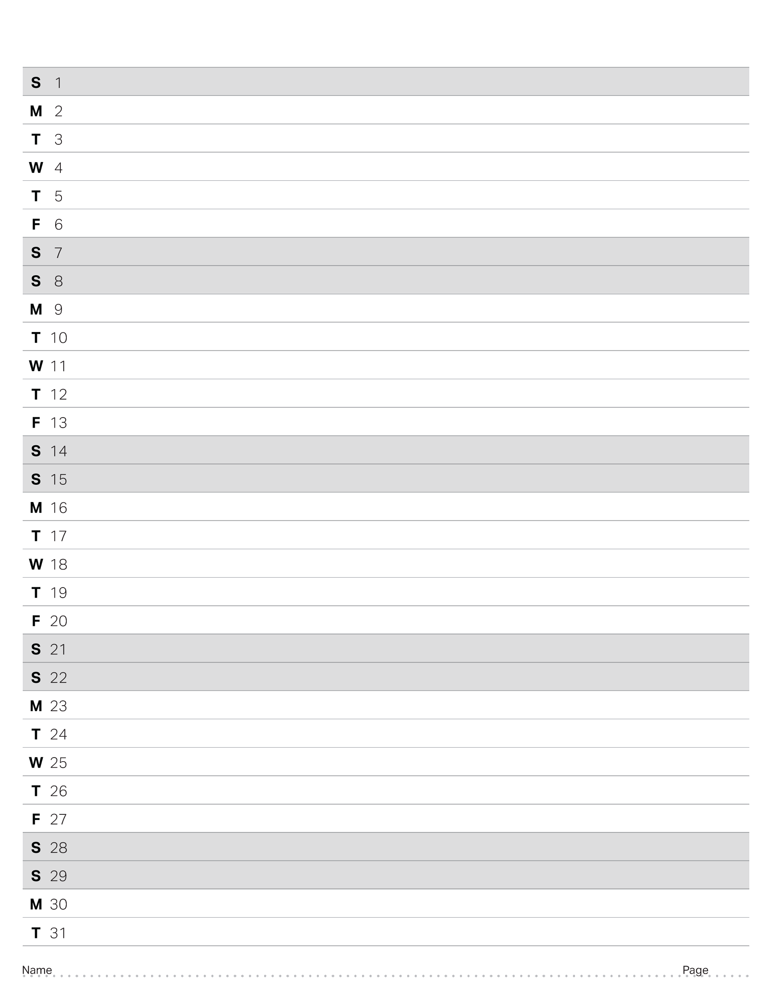 S 1
M 2
T 3
W 4
T 5
F 6
S 7
S 8
M 9
T 10
W 11
T 12
F 13
S 14
S 15
M 16
T 17
W 18
T 19
F 20
S 21
S 22
M 23
T 24
W 25
T 26
F 27
S 28
S 29
M 30
T 31
Name Page